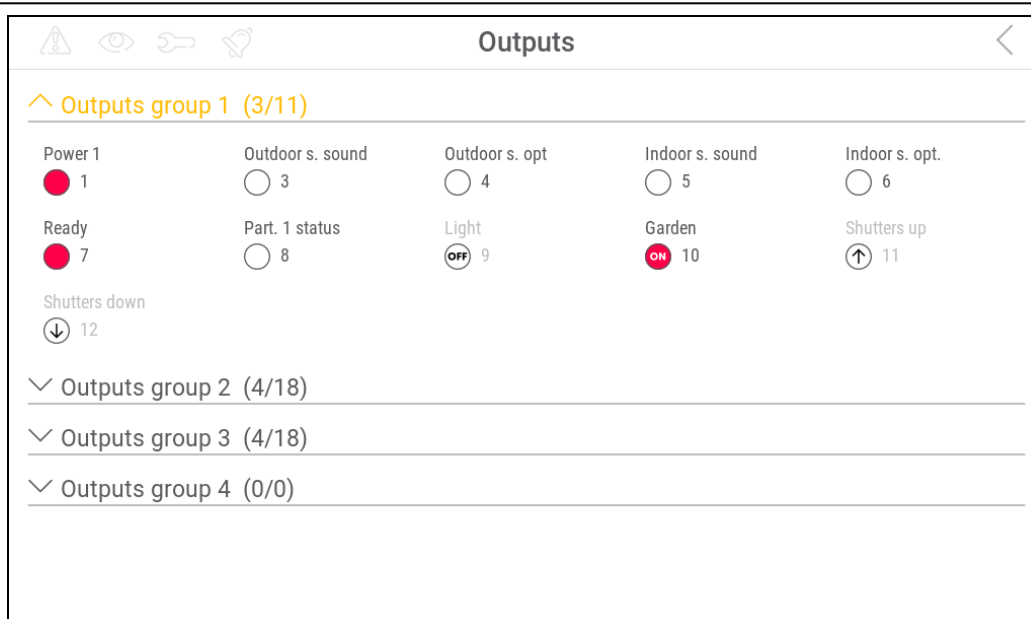 Outputs
Outputs group 1 (3/11)
Power 1 Outdoor s. sound Outdoor s. opt Indoor s. sound Indoor s. opt.
1 3 4 5 6
Ready Part. 1 status Light Garden Shutters up
7 8 OFF 9 ON 10 11
Shutters down
12
Outputs group 2 (4/18)
Outputs group 3 (4/18)
Outputs group 4 (0/0)